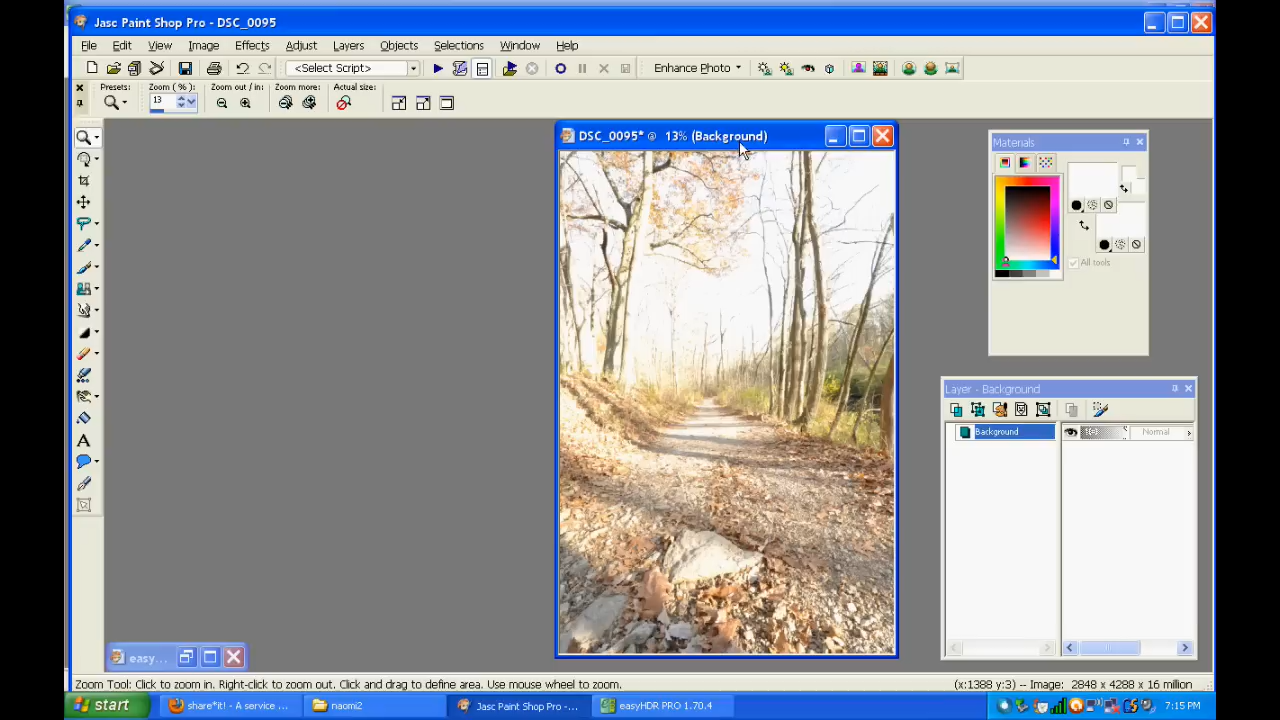 Jasc Paint Shop Pro - DSC_0095
File Edit View Image Effects Adjust Layers Objects Selections Window Help
<Select Script> Enhance Photo
Presets: Zoom (%): Zoom out / in: Zoom more: Actual size:
13
DSC_0095* @ 13% (Background)
Materials
All tools
Layer - Background
Background Normal
easy...
Zoom Tool: Click to zoom in. Right-click to zoom out. Click and drag to define area. Use mouse wheel to zoom. (x:1388 y:3) -- Image: 2848 x 4288 x 16 million
start share*it! - A service ... naomi2 Jasc Paint Shop Pro -... easyHDR PRO 1.70.4 7:15 PM